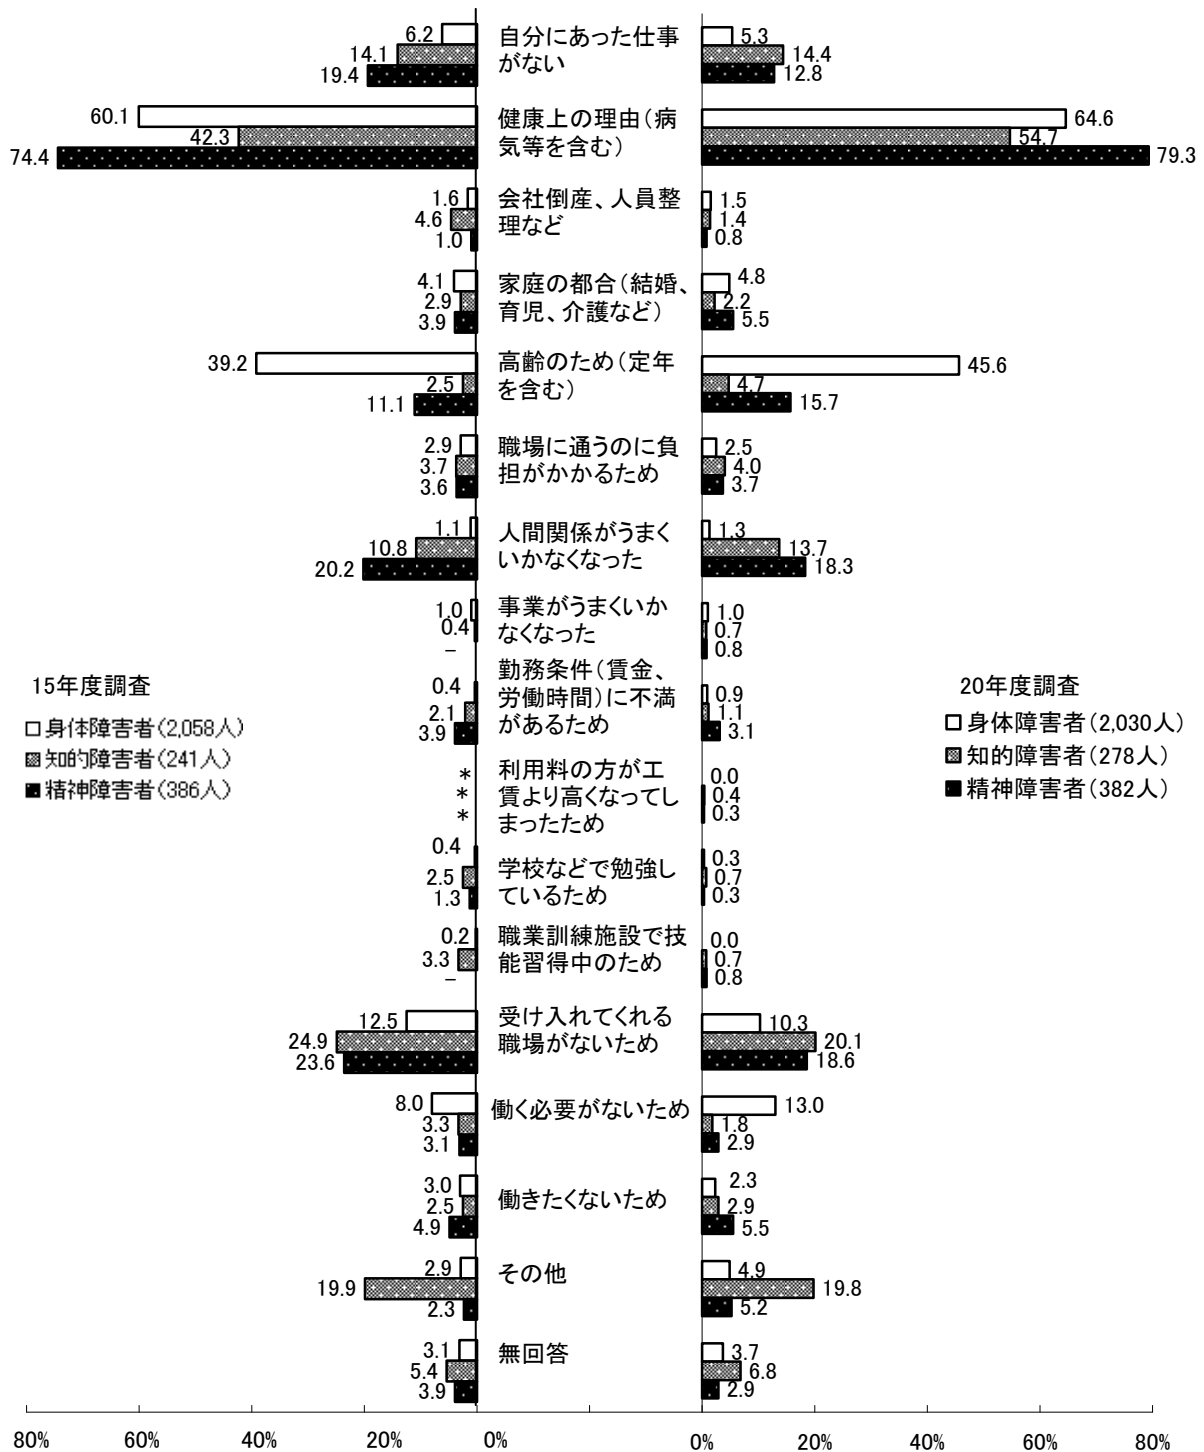 6.2
14.1
19.4
自分にあった仕事
がない
5.3
14.4
12.8
60.1
42.3
74.4
健康上の理由（病
気等を含む）
64.6
54.7
79.3
1.6
4.6
1.0
会社倒産、人員整
理など
1.5
1.4
0.8
4.1
2.9
3.9
家庭の都合（結婚、
育児、介護など）
4.8
2.2
5.5
39.2
2.5
11.1
高齢のため（定年
を含む）
45.6
4.7
15.7
2.9
3.7
3.6
職場に通うのに負
担がかかるため
2.5
4.0
3.7
1.1
10.8
20.2
人間関係がうまく
いかなくなった
1.3
13.7
18.3
1.0
0.4
－
事業がうまくいか
なくなった
1.0
0.7
0.8
15年度調査
身体障害者（2,058人）
知的障害者（241人）
精神障害者（386人）
0.4
2.1
3.9
勤務条件（賃金、
労働時間）に不満
があるため
0.9
1.1
3.1
20年度調査
身体障害者（2,030人）
知的障害者（278人）
精神障害者（382人）
*
*
*
利用料の方が工
賃より高くなってし
まったため
0.0
0.4
0.3
0.4
2.5
1.3
学校などで勉強し
ているため
0.3
0.7
0.3
0.2
3.3
－
職業訓練施設で技
能習得中のため
0.0
0.7
0.8
12.5
24.9
23.6
受け入れてくれる
職場がないため
10.3
20.1
18.6
8.0
3.3
3.1
働く必要がないため
13.0
1.8
2.9
3.0
2.5
4.9
働きたくないため
2.3
2.9
5.5
2.9
19.9
2.3
その他
4.9
19.8
5.2
3.1
5.4
3.9
無回答
3.7
6.8
2.9
80% 60% 40% 20% 0% 0% 20% 40% 60% 80%